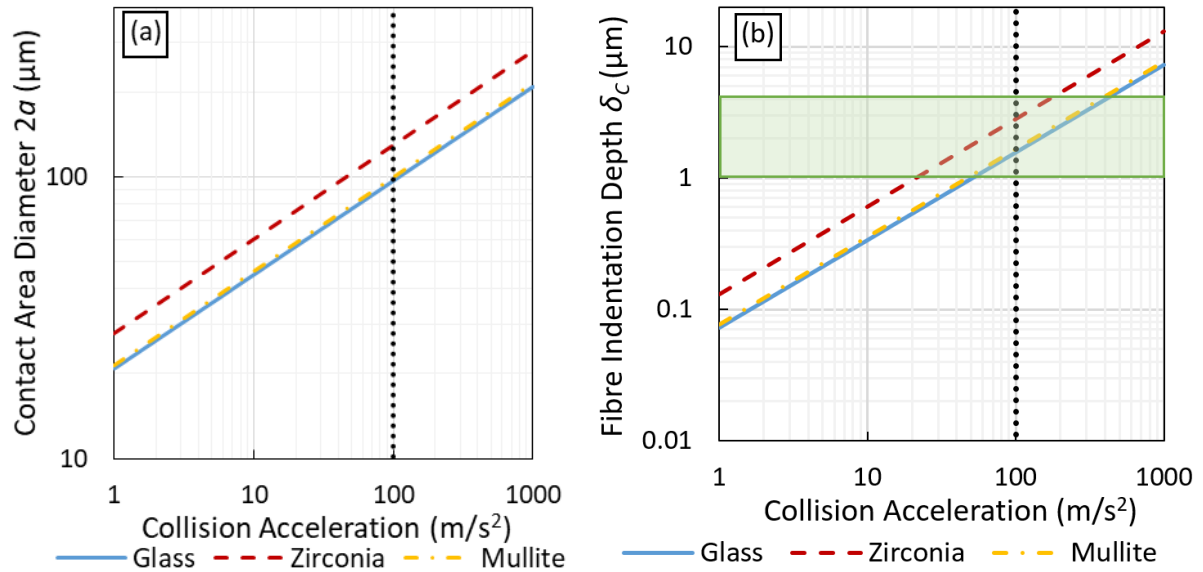 (a)
Contact Area Diameter 2a (μm)
100
10
1 10 100 1000
Collision Acceleration (m/s²)
Glass Zirconia Mullite
(b)
Fibre Indentation Depth δC (μm)
10
1
0.1
0.01
1 10 100 1000
Collision Acceleration (m/s²)
Glass Zirconia Mullite